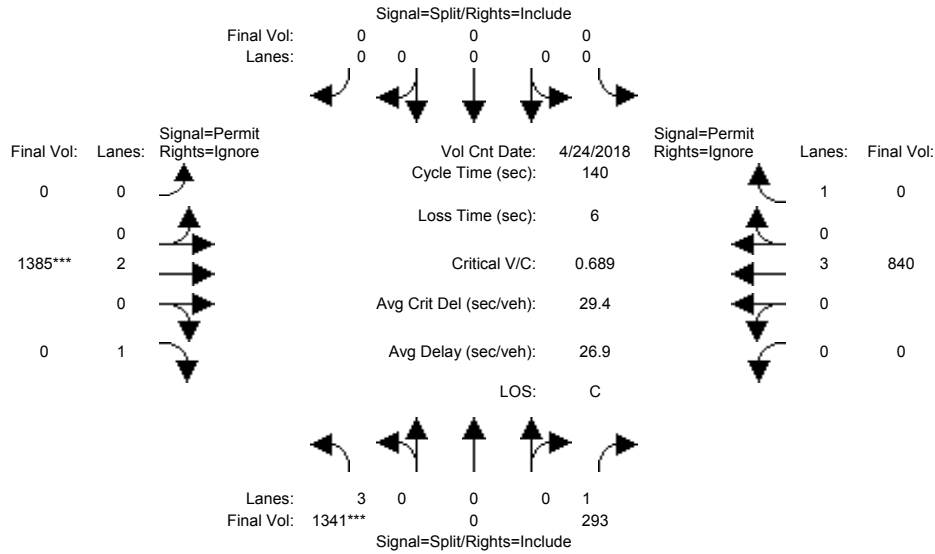 Signal=Split/Rights=Include
Final Vol: 0 0 0
Lanes: 0 0 0 0 0
Signal=Permit Signal=Permit
Final Vol: Lanes: Rights=Ignore Vol Cnt Date: 4/24/2018 Rights=Ignore Lanes: Final Vol:
Cycle Time (sec): 140
0 0 1 0
Loss Time (sec): 6
0 0
1385*** 2 Critical V/C: 0.689 3 840
0 Avg Crit Del (sec/veh): 29.4 0
0 1 Avg Delay (sec/veh): 26.9 0 0
LOS: C
Lanes: 3 0 0 0 1
Final Vol: 1341*** 0 293
Signal=Split/Rights=Include